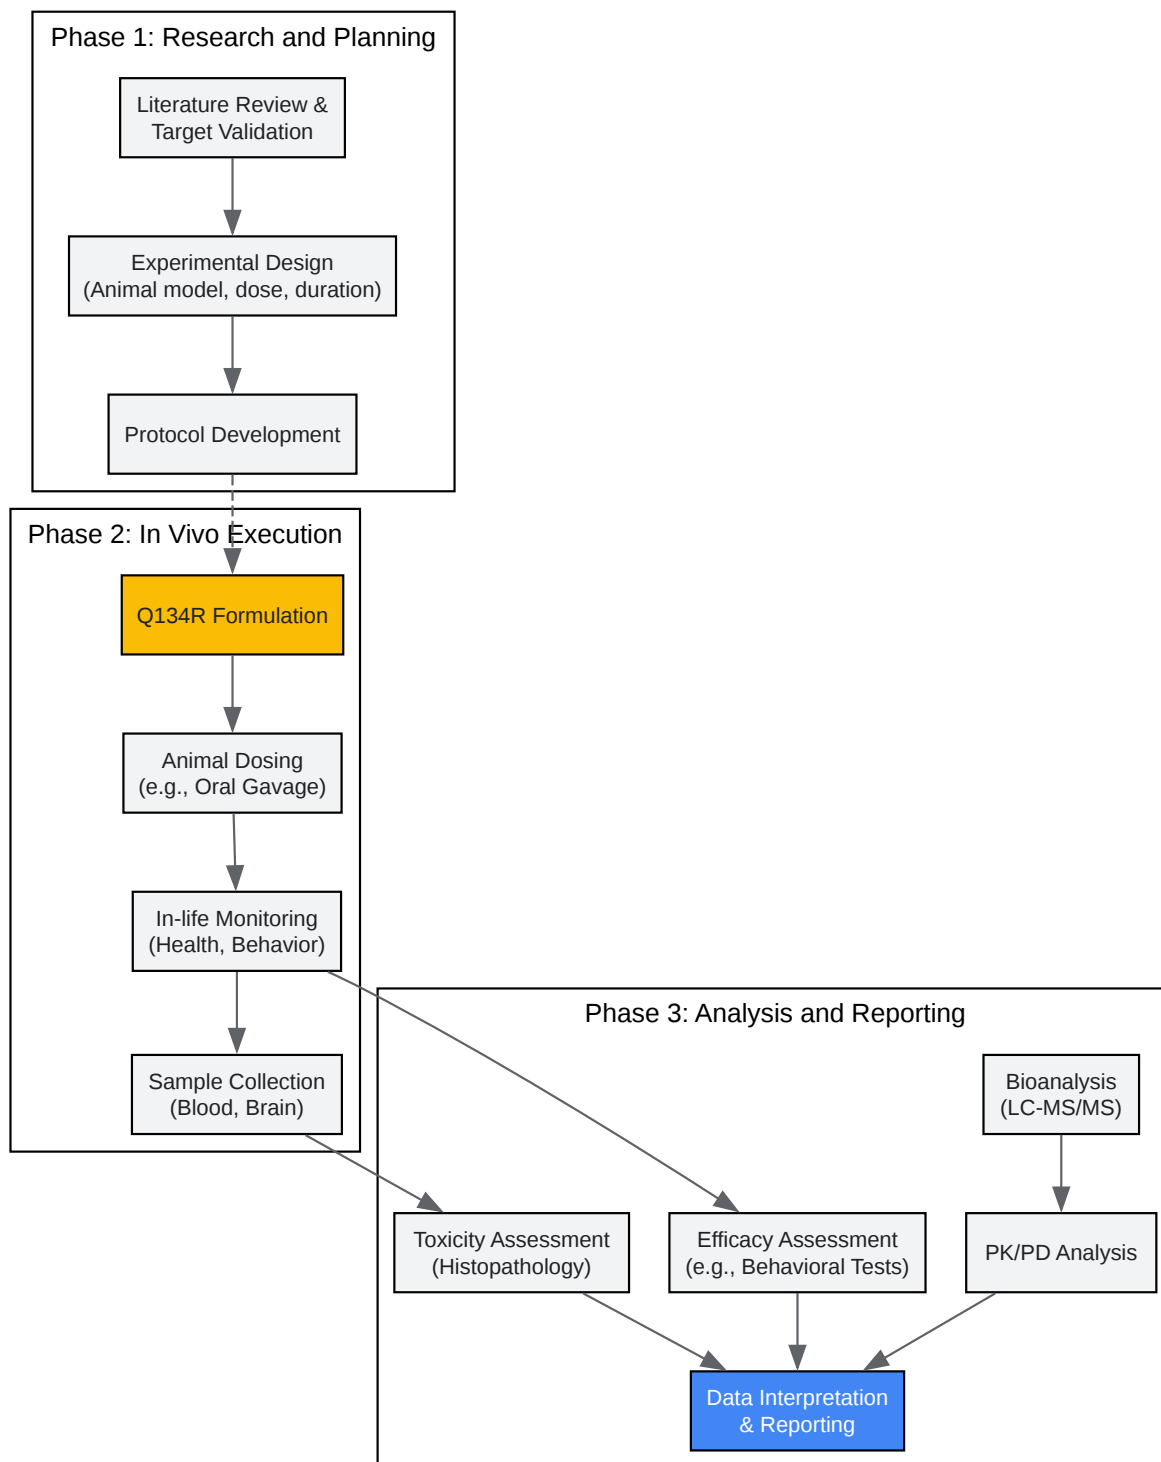 Phase 1: Research and Planning
Literature Review &
Target Validation
Experimental Design
(Animal model, dose, duration)
Protocol Development
Phase 2: In Vivo Execution
Q134R Formulation
Animal Dosing
(e.g., Oral Gavage)
In-life Monitoring
(Health, Behavior)
Sample Collection
(Blood, Brain)
Phase 3: Analysis and Reporting
Bioanalysis
(LC-MS/MS)
Toxicity Assessment
(Histopathology)
Efficacy Assessment
(e.g., Behavioral Tests)
PK/PD Analysis
Data Interpretation
& Reporting